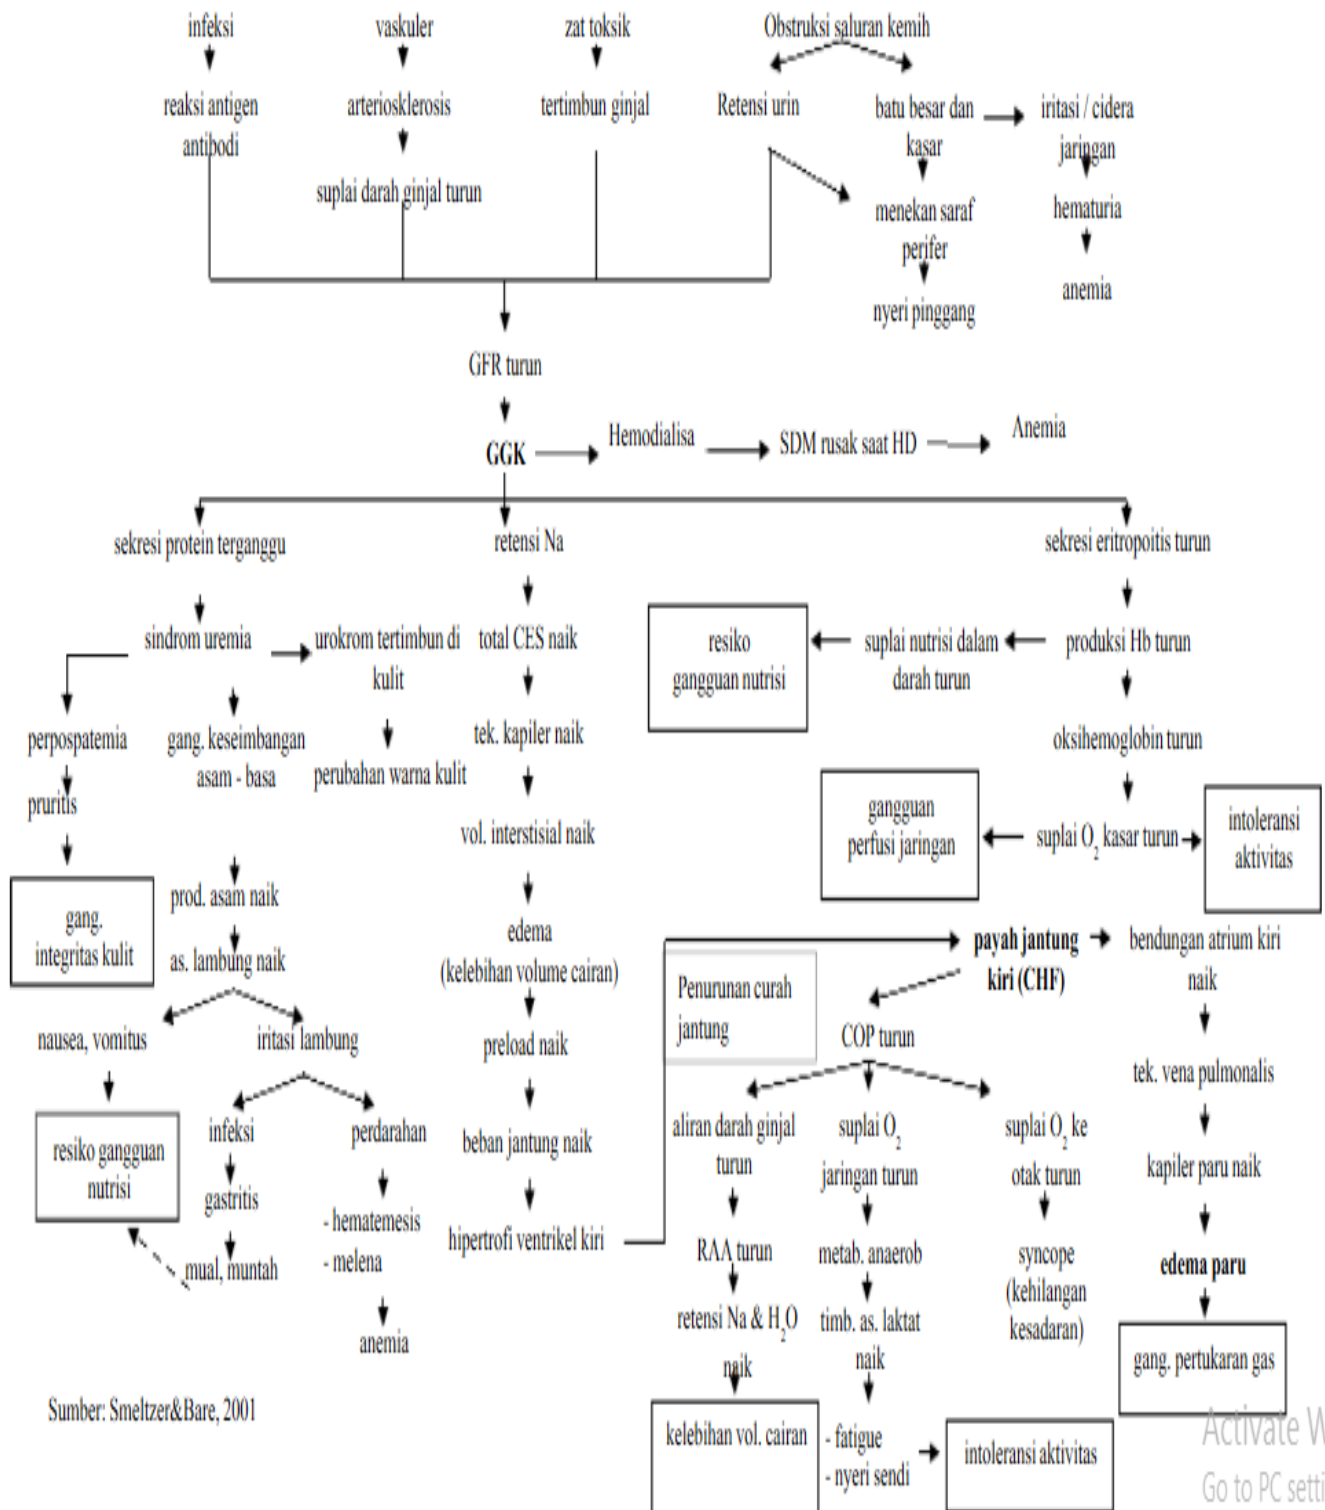 infeksi
vaskuler
zat toksik
Obstruksi saluran kemih
reaksi antigen
antibodi
arteriosklerosis
tertimbun ginjal
Retensi urin
batu besar dan
kasar
iritasi / cidera
jaringan
suplai darah ginjal turun
menekan saraf
perifer
hematuria
nyeri pinggang
anemia
GFR turun
GGK
Hemodialisa
SDM rusak saat HD
Anemia
sekresi protein terganggu
retensi Na
sekresi eritropoitis turun
sindrom uremia
urokrom tertimbun di
kulit
total CES naik
resiko
gangguan nutrisi
suplai nutrisi dalam
darah turun
produksi Hb turun
perpospatemia
gang. keseimbangan
asam - basa
perubahan warna kulit
tek. kapiler naik
oksihemoglobin turun
pruritis
vol. interstisial naik
gangguan
perfusi jaringan
suplai O2 kasar turun
intoleransi
aktivitas
gang.
integritas kulit
prod. asam naik
as. lambung naik
edema
(kelebihan volume cairan)
payah jantung
kiri (CHF)
bendungan atrium kiri
naik
Penurunan curah
jantung
nausea, vomitus
iritasi lambung
preload naik
COP turun
tek. vena pulmonalis
resiko gangguan
nutrisi
infeksi
perdarahan
beban jantung naik
aliran darah ginjal
turun
suplai O2
jaringan turun
suplai O2 ke
otak turun
kapiler paru naik
gastritis
- hematemesis
- melena
hipertrofi ventrikel kiri
RAA turun
metab. anaerob
syncope
(kehilangan
kesadaran)
edema paru
mual, muntah
anemia
retensi Na & H2O
naik
timb. as. laktat
naik
gang. pertukaran gas
Sumber: Smeltzer&Bare, 2001
kelebihan vol. cairan
- fatigue
- nyeri sendi
intoleransi aktivitas
Activate W
Go to PC setti